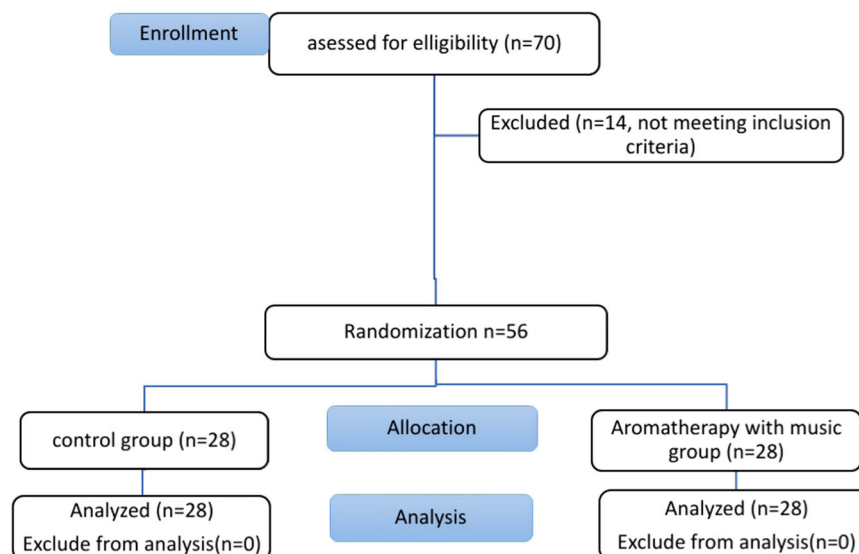 Enrollment
asessed for elligibility (n=70)
Excluded (n=14, not meeting inclusion
criteria)
Randomization n=56
control group (n=28)
Allocation
Aromatherapy with music
group (n=28)
Analyzed (n=28)
Exclude from analysis(n=0)
Analysis
Analyzed (n=28)
Exclude from analysis(n=0)